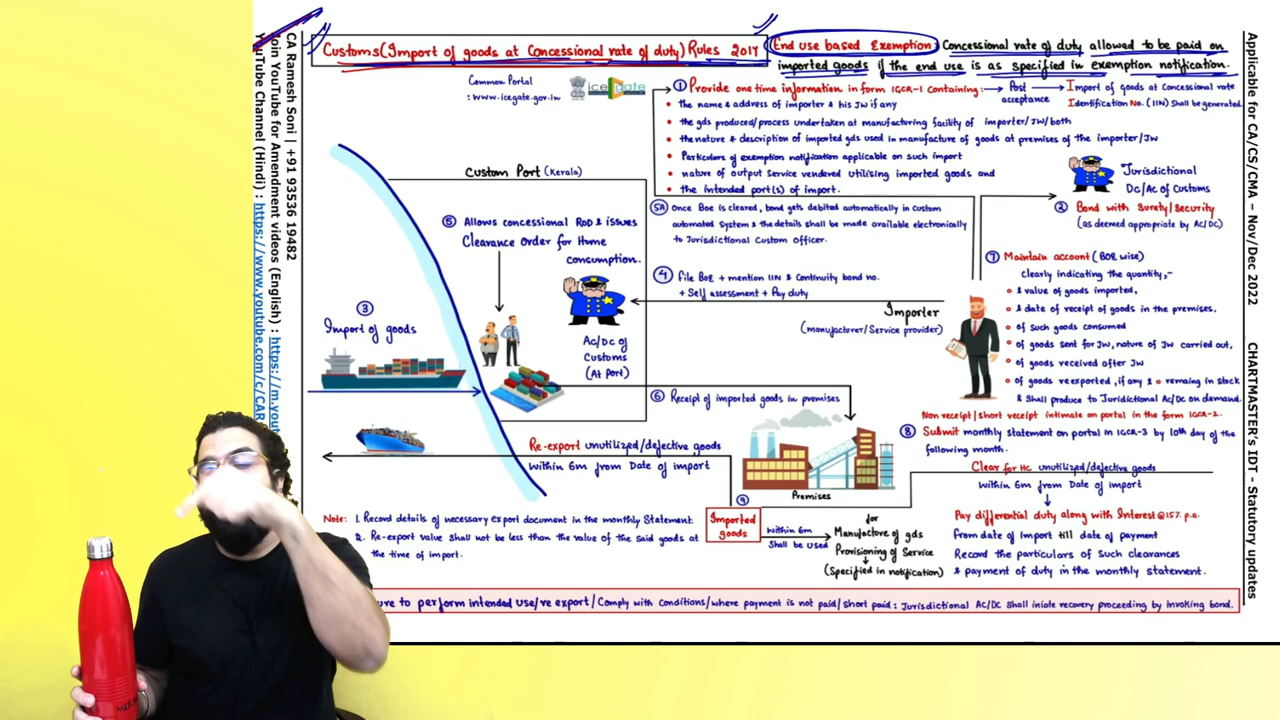 CA Ramesh Soni | +91 93536 19482
Join YouTube for Amendment videos (English) : https://m.yout
YouTube Channel (Hindi) : https://www.youtube.com/c/CAR
Customs(Import of goods at Concessional rate of duty) Rules 2017
End use based Exemption:
Concessional rate of duty allowed to be paid on
imported goods if the end use is as specified in exemption notification.
Common Portal
: www.icegate.gov.in
icegate
① Provide one time information in form IGCR-1 containing:
Post
acceptance
Import of goods at Concessional rate
Identification No. (IIN) Shall be generated
• the name & address of importer & his JW if any
• the gds produced/process undertaken at manufacturing facility of importer/JW/both
• the nature & description of imported gds used in manufacture of goods at premises of the importer/JW
• Particulars of exemption notification applicable on such import
• nature of output Service rendered utilising imported goods and
• the intended port(s) of import.
Jurisdictional
Dc/Ac of Customs
② Bond with Surety/Security
(as deemed appropriate by AC/DC)
Custom Port (Kerala)
③
Import of goods
⑤ Allows concessional RoD & issues
Clearance Order for Home
consumption.
5A Once BoE is cleared, bond gets debited automatically in Custom
automated System & the details shall be made available electronically
to Jurisdictional Custom officer.
④ File BOE + mention IIN & Continuity bond no.
+ Self assessment + Pay duty
Ac/DC of
Customs
(At Port)
Importer
(manufacturer/Service provider)
⑥ Receipt of imported goods in premises
Premises
⑦ Maintain account (BOE wise)
clearly indicating the quantity,-
• & value of goods imported,
• & date of receipt of goods in the premises,
• of such goods consumed
• of goods sent for JW, nature of JW carried out,
• of goods received after JW
• of goods reexported, if any & • remaing in stock
& Shall produce to Juridictional Ac/DC on demand.
Non receipt/short receipt intimate on portal in the form IGCR-2.
⑧ Submit monthly statement on portal in IGCR-3 by 10th day of the
following month.
Re-export unutilized/defective goods
within 6m from Date of import
Note: 1. Record details of necessary export document in the monthly Statement.
2. Re-export value shall not be less than the value of the said goods at
the time of import.
⑨
Imported
goods
within 6m
Shall be used
for
Manufacture of gds
Provisioning of Service
(Specified in notification)
Clear for HC unutilized/defective goods
within 6m from Date of import
Pay differential duty along with Interest @15% p.a.
From date of Import till date of payment
Record the particulars of Such clearances
& payment of duty in the monthly statement.
ure to perform intended use/re export/Comply with Conditions/where payment is not paid/short paid: Jurisdictional AC/DC Shall iniate recovery proceeding by invoking bond.
Applicable for CA/CS/CMA – Nov/Dec 2022
CHARTMASTER's IDT - Statutory updates